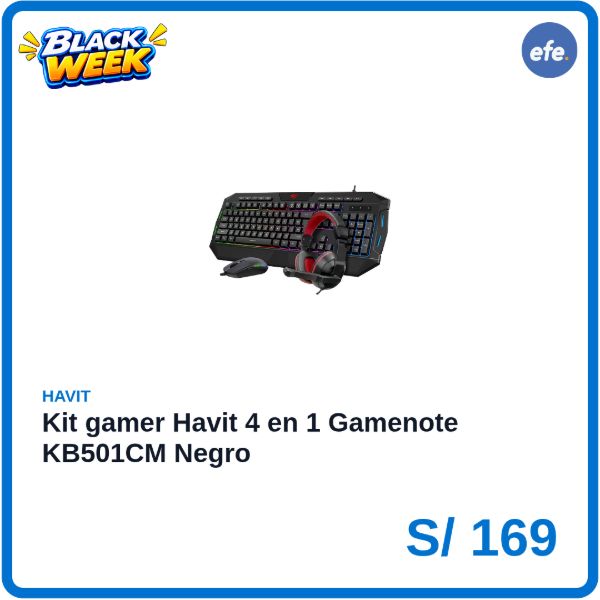 BLACK
WEEK
efe.
HAVIT
Kit gamer Havit 4 en 1 Gamenote
KB501CM Negro
S/ 169